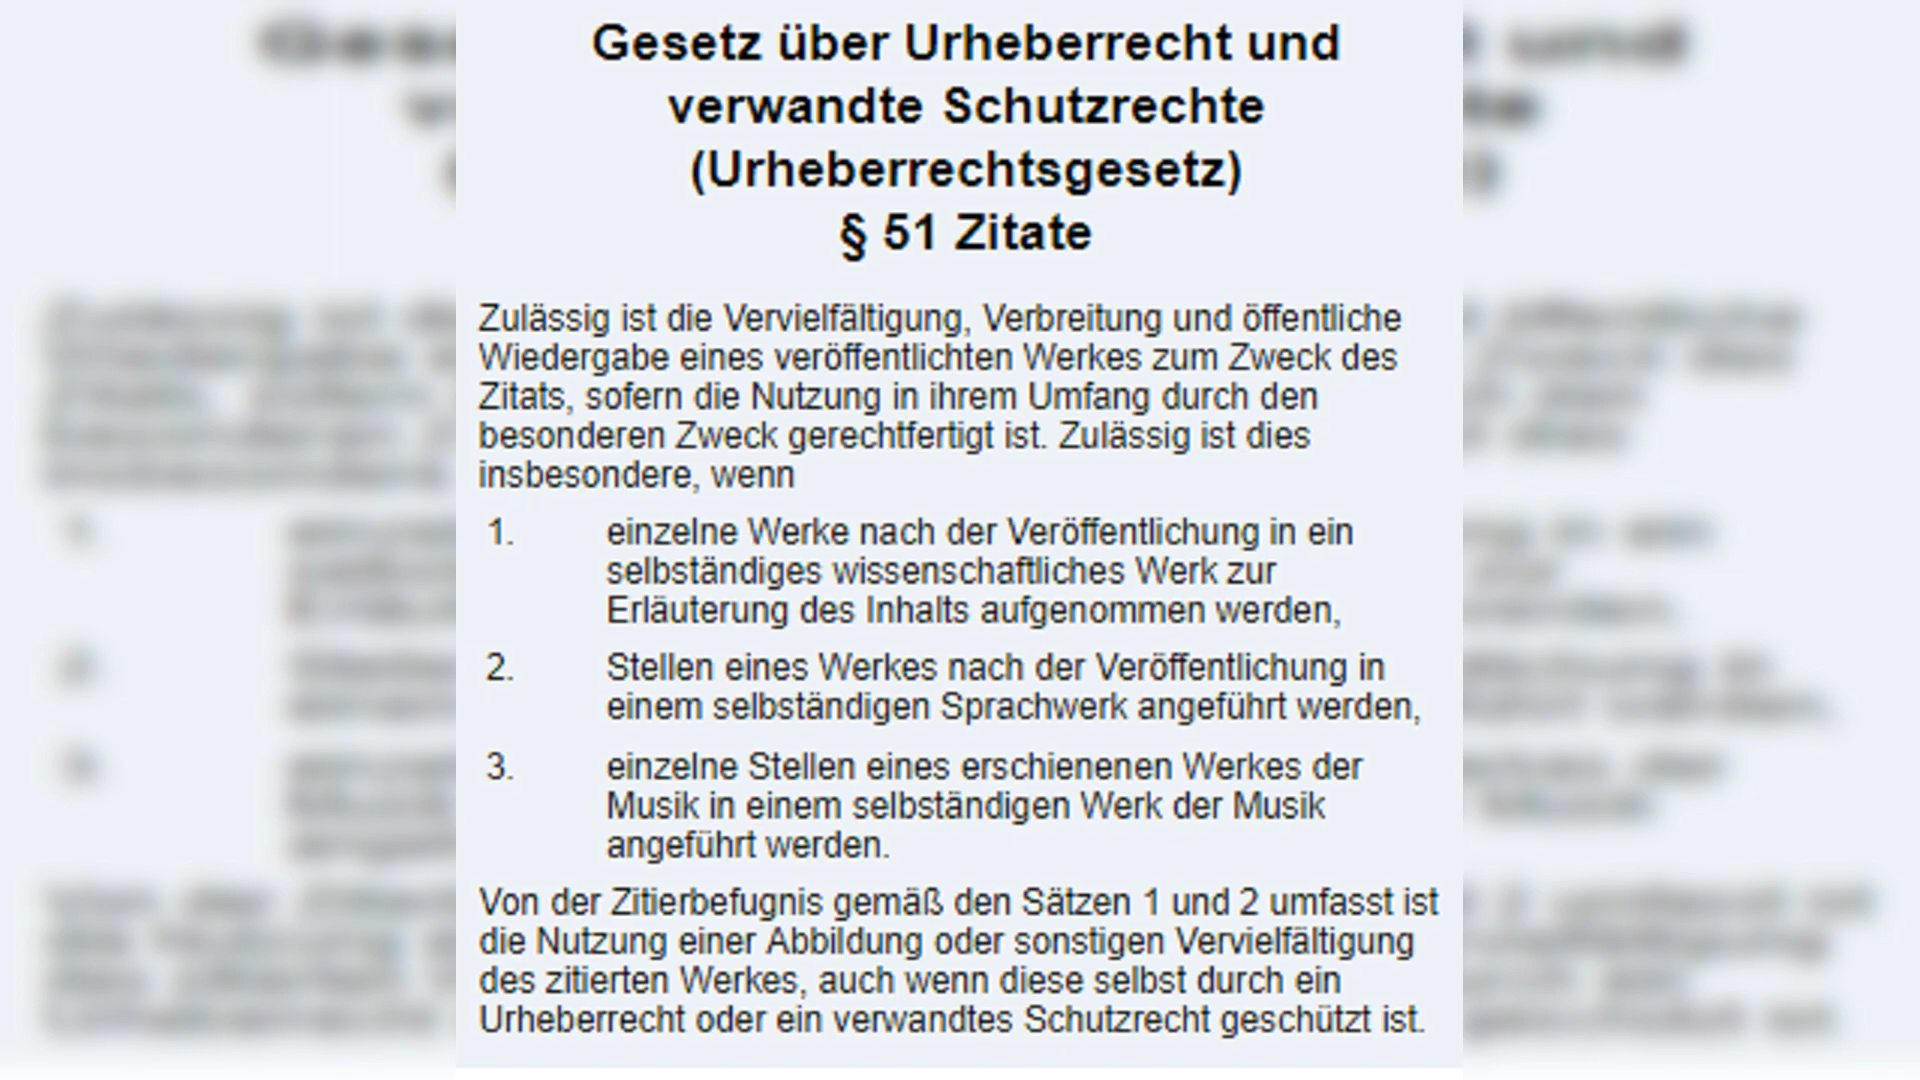 Gesetz über Urheberrecht und
verwandte Schutzrechte
(Urheberrechtsgesetz)
§ 51 Zitate
Zulässig ist die Vervielfältigung, Verbreitung und öffentliche
Wiedergabe eines veröffentlichten Werkes zum Zweck des
Zitats, sofern die Nutzung in ihrem Umfang durch den
besonderen Zweck gerechtfertigt ist. Zulässig ist dies
insbesondere, wenn
1. einzelne Werke nach der Veröffentlichung in ein
selbständiges wissenschaftliches Werk zur
Erläuterung des Inhalts aufgenommen werden,
2. Stellen eines Werkes nach der Veröffentlichung in
einem selbständigen Sprachwerk angeführt werden,
3. einzelne Stellen eines erschienenen Werkes der
Musik in einem selbständigen Werk der Musik
angeführt werden.
Von der Zitierbefugnis gemäß den Sätzen 1 und 2 umfasst ist
die Nutzung einer Abbildung oder sonstigen Vervielfältigung
des zitierten Werkes, auch wenn diese selbst durch ein
Urheberrecht oder ein verwandtes Schutzrecht geschützt ist.